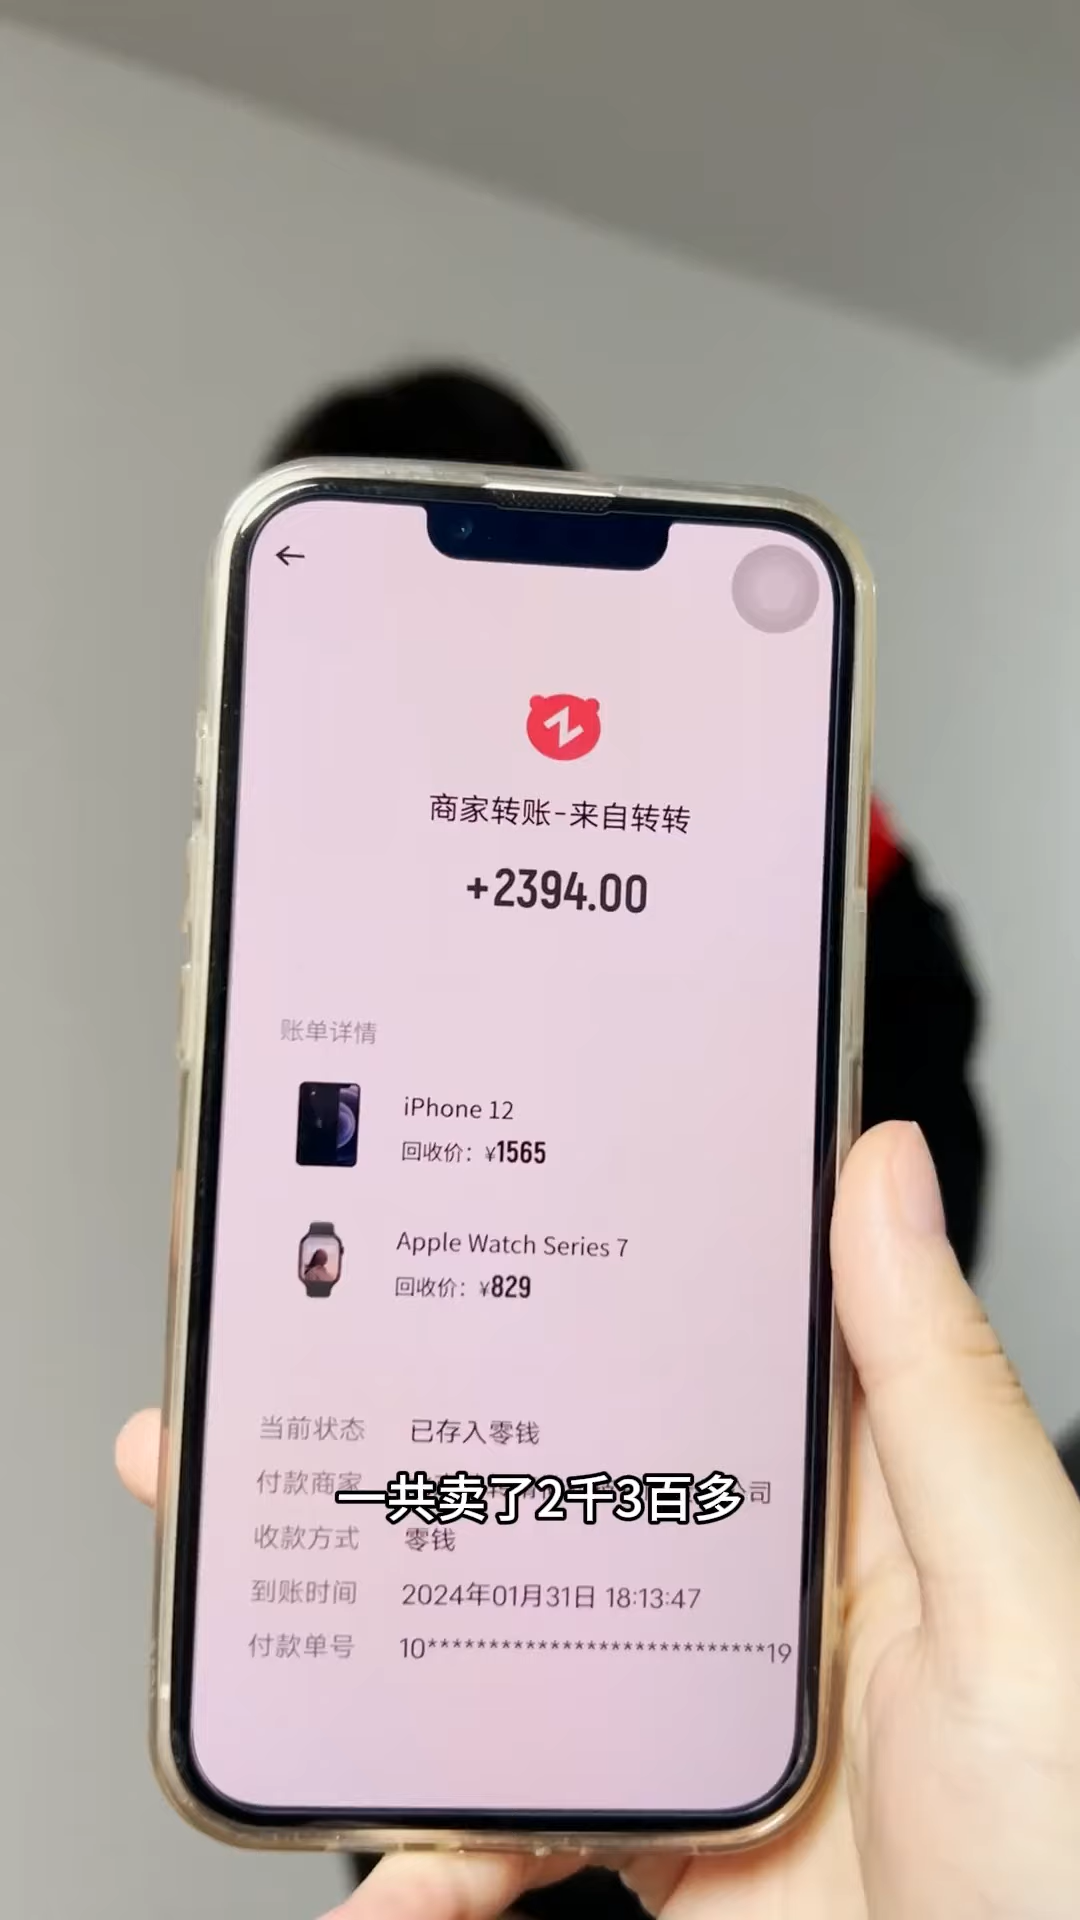 商家转账-来自转转
+2394.00
账单详情
iPhone 12
回收价：¥1565
Apple Watch Series 7
回收价：¥829
当前状态 已存入零钱
付款商家 公司
一共卖了2千3百多
收款方式 零钱
到账时间 2024年01月31日 18:13:47
付款单号 10****************************19